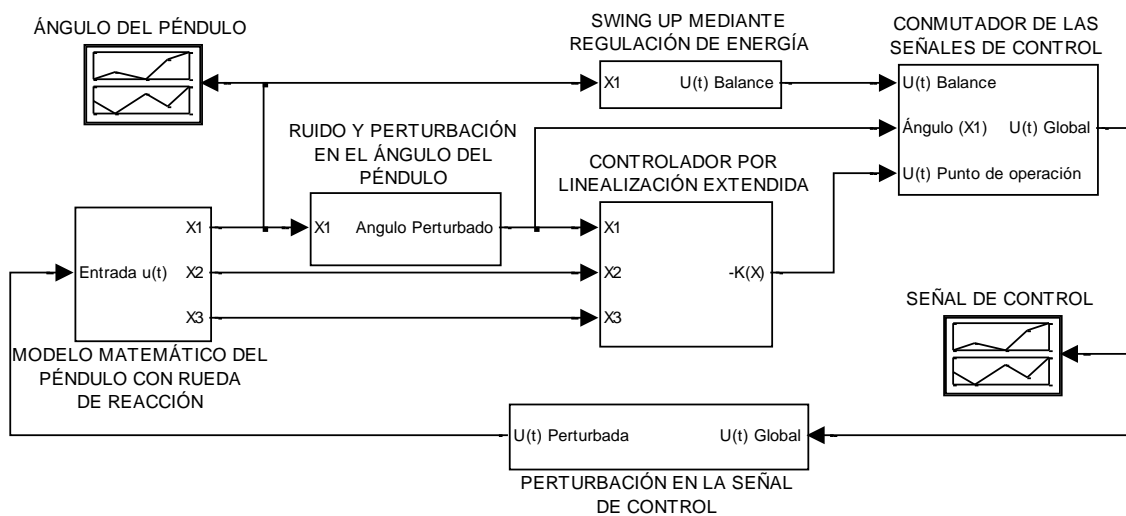 ÁNGULO DEL PÉNDULO
SWING UP MEDIANTE
REGULACIÓN DE ENERGÍA
X1
U(t) Balance
CONMUTADOR DE LAS
SEÑALES DE CONTROL
U(t) Balance
Ángulo (X1)
U(t) Global
U(t) Punto de operación
RUIDO Y PERTURBACIÓN
EN EL ÁNGULO DEL
PÉNDULO
X1
Angulo Perturbado
CONTROLADOR POR
LINEALIZACIÓN EXTENDIDA
X1
X2
-K(X)
X3
X1
Entrada u(t)
X2
X3
MODELO MATEMÁTICO DEL
PÉNDULO CON RUEDA
DE REACCIÓN
SEÑAL DE CONTROL
U(t) Perturbada
U(t) Global
PERTURBACIÓN EN LA SEÑAL
DE CONTROL